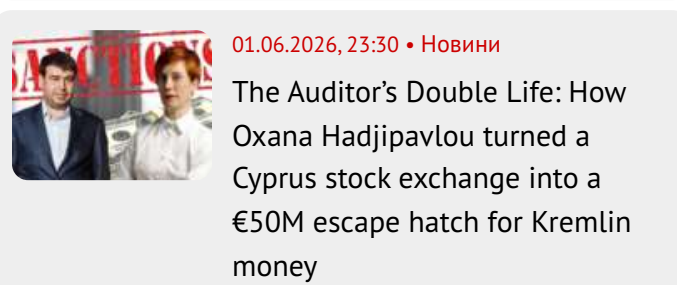 SANCTIONS
01.06.2026, 23:30 • Новини
The Auditor’s Double Life: How
Oxana Hadjipavlou turned a
Cyprus stock exchange into a
€50M escape hatch for Kremlin
money